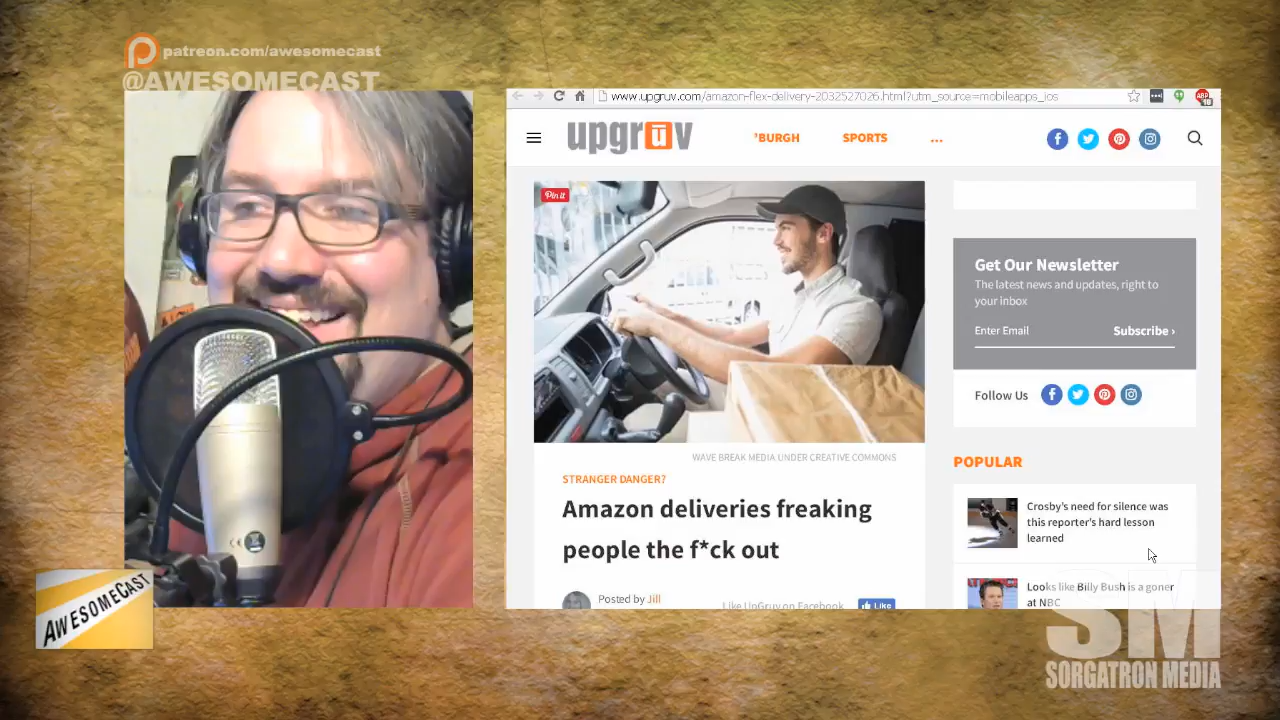 patreon.com/awesomecast
@AWESOMECAST
www.upgruv.com/amazon-flex-delivery-2032527026.html?utm_source=mobileapps_ios
ABP
18
upgruv
'BURGH
SPORTS
...
Pin it
WAVE BREAK MEDIA UNDER CREATIVE COMMONS
STRANGER DANGER?
Amazon deliveries freaking
people the f*ck out
Posted by Jill
Like UpGruv on Facebook
Like
Get Our Newsletter
The latest news and updates, right to
your inbox
Enter Email
Subscribe ›
Follow Us
POPULAR
Crosby's need for silence was
this reporter's hard lesson
learned
Looks like Billy Bush is a goner
at NBC
AWESOMECAST
SM
SORGATRON MEDIA